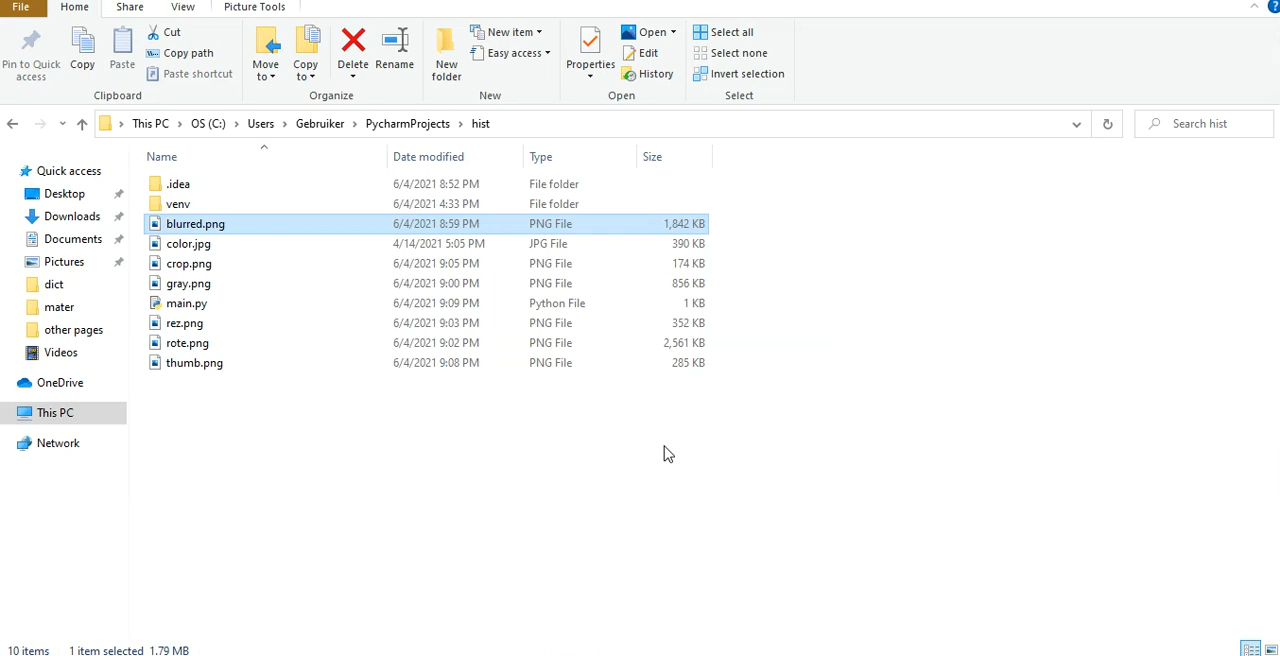 File Home Share View Picture Tools
Pin to Quick access
Copy
Paste
Cut
Copy path
Paste shortcut
Clipboard
Move to
Copy to
Delete
Rename
Organize
New folder
New item
Easy access
New
Properties
Open
Edit
History
Open
Select all
Select none
Invert selection
Select
This PC > OS (C:) > Users > Gebruiker > PycharmProjects > hist
Search hist
Quick access
Desktop
Downloads
Documents
Pictures
dict
mater
other pages
Videos
OneDrive
This PC
Network
Name Date modified Type Size
.idea 6/4/2021 8:52 PM File folder
venv 6/4/2021 4:33 PM File folder
blurred.png 6/4/2021 8:59 PM PNG File 1,842 KB
color.jpg 4/14/2021 5:05 PM JPG File 390 KB
crop.png 6/4/2021 9:05 PM PNG File 174 KB
gray.png 6/4/2021 9:00 PM PNG File 856 KB
main.py 6/4/2021 9:09 PM Python File 1 KB
rez.png 6/4/2021 9:03 PM PNG File 352 KB
rote.png 6/4/2021 9:02 PM PNG File 2,561 KB
thumb.png 6/4/2021 9:08 PM PNG File 285 KB
10 items 1 item selected 1.79 MB